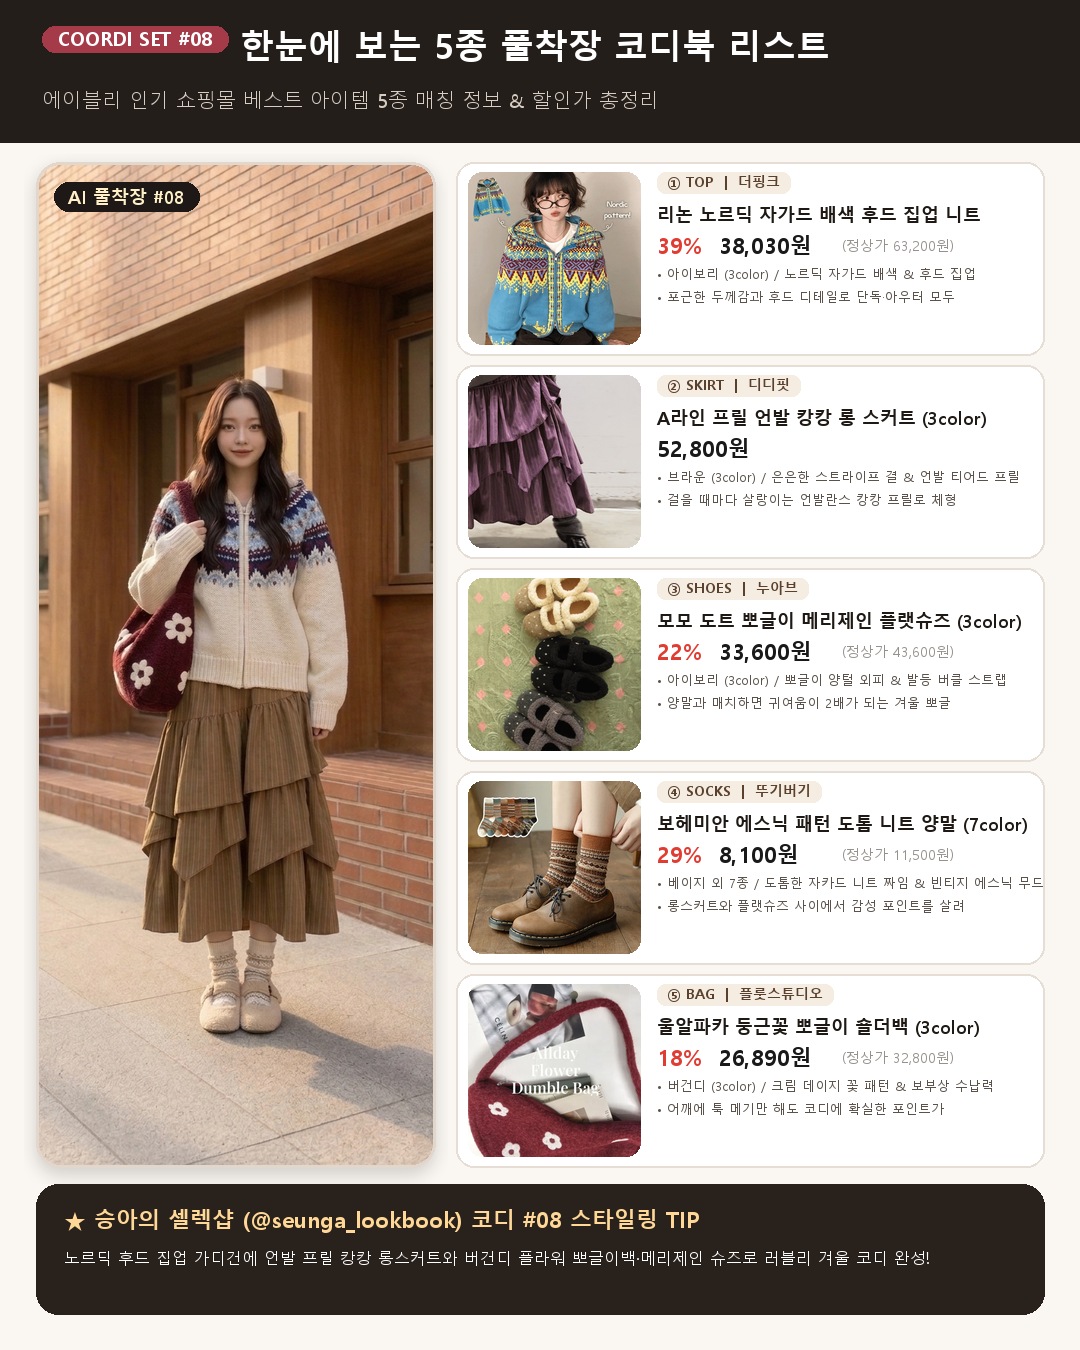 COORDI SET #08 한눈에 보는 5종 풀착장 코디북 리스트
에이블리 인기 쇼핑몰 베스트 아이템 5종 매칭 정보 & 할인가 총정리
AI 풀착장 #08
Nordic
pattern!
① TOP | 더핑크
리논 노르딕 자가드 배색 후드 집업 니트
39% 38,030원 (정상가 63,200원)
• 아이보리 (3color) / 노르딕 자가드 배색 & 후드 집업
• 포근한 두께감과 후드 디테일로 단독·아우터 모두
② SKIRT | 디디핏
A라인 프릴 언발 캉캉 롱 스커트 (3color)
52,800원
• 브라운 (3color) / 은은한 스트라이프 결 & 언발 티어드 프릴
• 걸을 때마다 살랑이는 언발란스 캉캉 프릴로 체형
③ SHOES | 누아브
모모 도트 뽀글이 메리제인 플랫슈즈 (3color)
22% 33,600원 (정상가 43,600원)
• 아이보리 (3color) / 뽀글이 양털 외피 & 발등 버클 스트랩
• 양말과 매치하면 귀여움이 2배가 되는 겨울 뽀글
④ SOCKS | 뚜기버기
보헤미안 에스닉 패턴 도톰 니트 양말 (7color)
29% 8,100원 (정상가 11,500원)
• 베이지 외 7종 / 도톰한 자카드 니트 짜임 & 빈티지 에스닉 무드
• 롱스커트와 플랫슈즈 사이에서 감성 포인트를 살려
⑤ BAG | 플룻스튜디오
울알파카 둥근꽃 뽀글이 숄더백 (3color)
18% 26,890원 (정상가 32,800원)
• 버건디 (3color) / 크림 데이지 꽃 패턴 & 보부상 수납력
• 어깨에 툭 메기만 해도 코디에 확실한 포인트가
Allday
Flower
Dumble Bag
★ 승아의 셀렉샵 (@seunga_lookbook) 코디 #08 스타일링 TIP
노르딕 후드 집업 가디건에 언발 프릴 캉캉 롱스커트와 버건디 플라워 뽀글이백·메리제인 슈즈로 러블리 겨울 코디 완성!